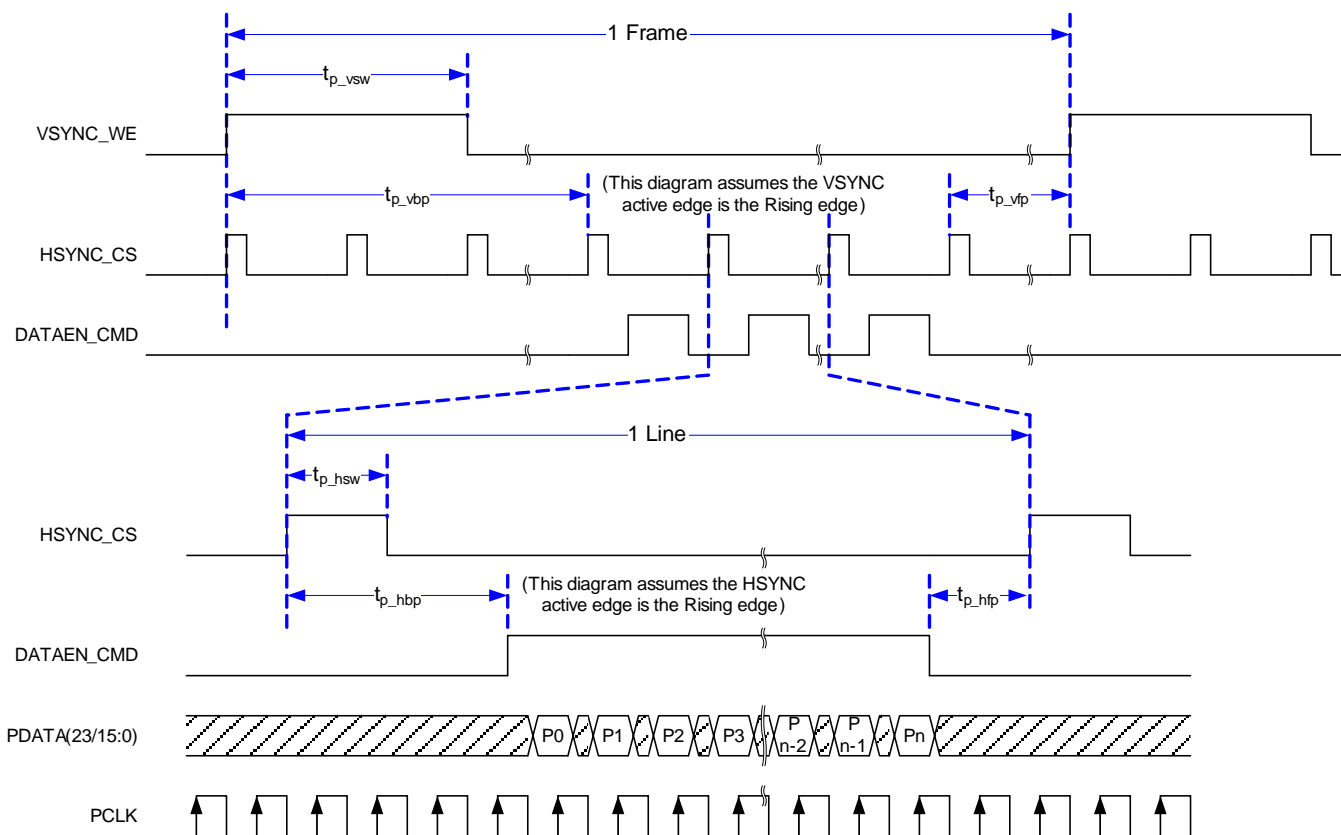 1 Frame
tp_vsw
VSYNC_WE
tp_vbp
(This diagram assumes the VSYNC
active edge is the Rising edge)
tp_vfp
HSYNC_CS
DATAEN_CMD
1 Line
tp_hsw
HSYNC_CS
tp_hbp
(This diagram assumes the HSYNC
active edge is the Rising edge)
tp_hfp
DATAEN_CMD
PDATA(23/15:0)
P0
P1
P2
P3
P
n-2
P
n-1
Pn
PCLK